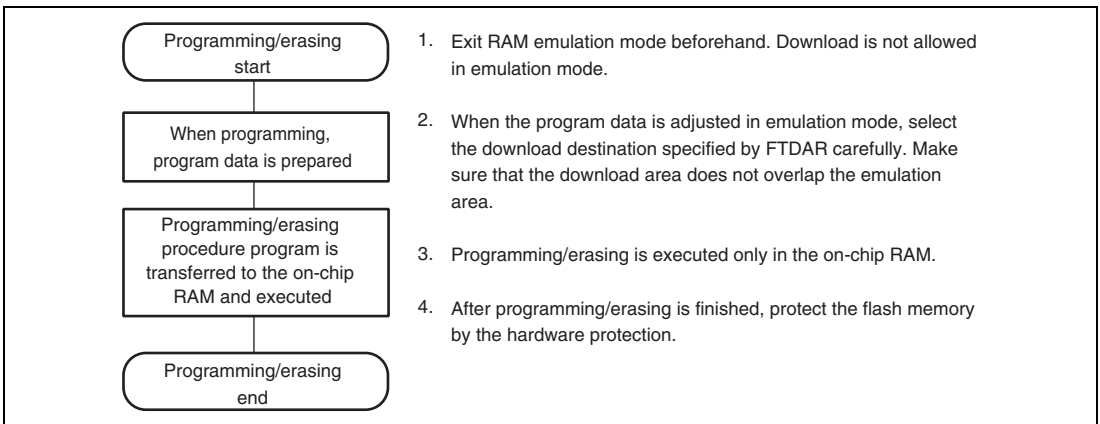 Programming/erasing
start
When programming,
program data is prepared
Programming/erasing
procedure program is
transferred to the on-chip
RAM and executed
Programming/erasing
end
1. Exit RAM emulation mode beforehand. Download is not allowed
in emulation mode.
2. When the program data is adjusted in emulation mode, select
the download destination specified by FTDAR carefully. Make
sure that the download area does not overlap the emulation
area.
3. Programming/erasing is executed only in the on-chip RAM.
4. After programming/erasing is finished, protect the flash memory
by the hardware protection.